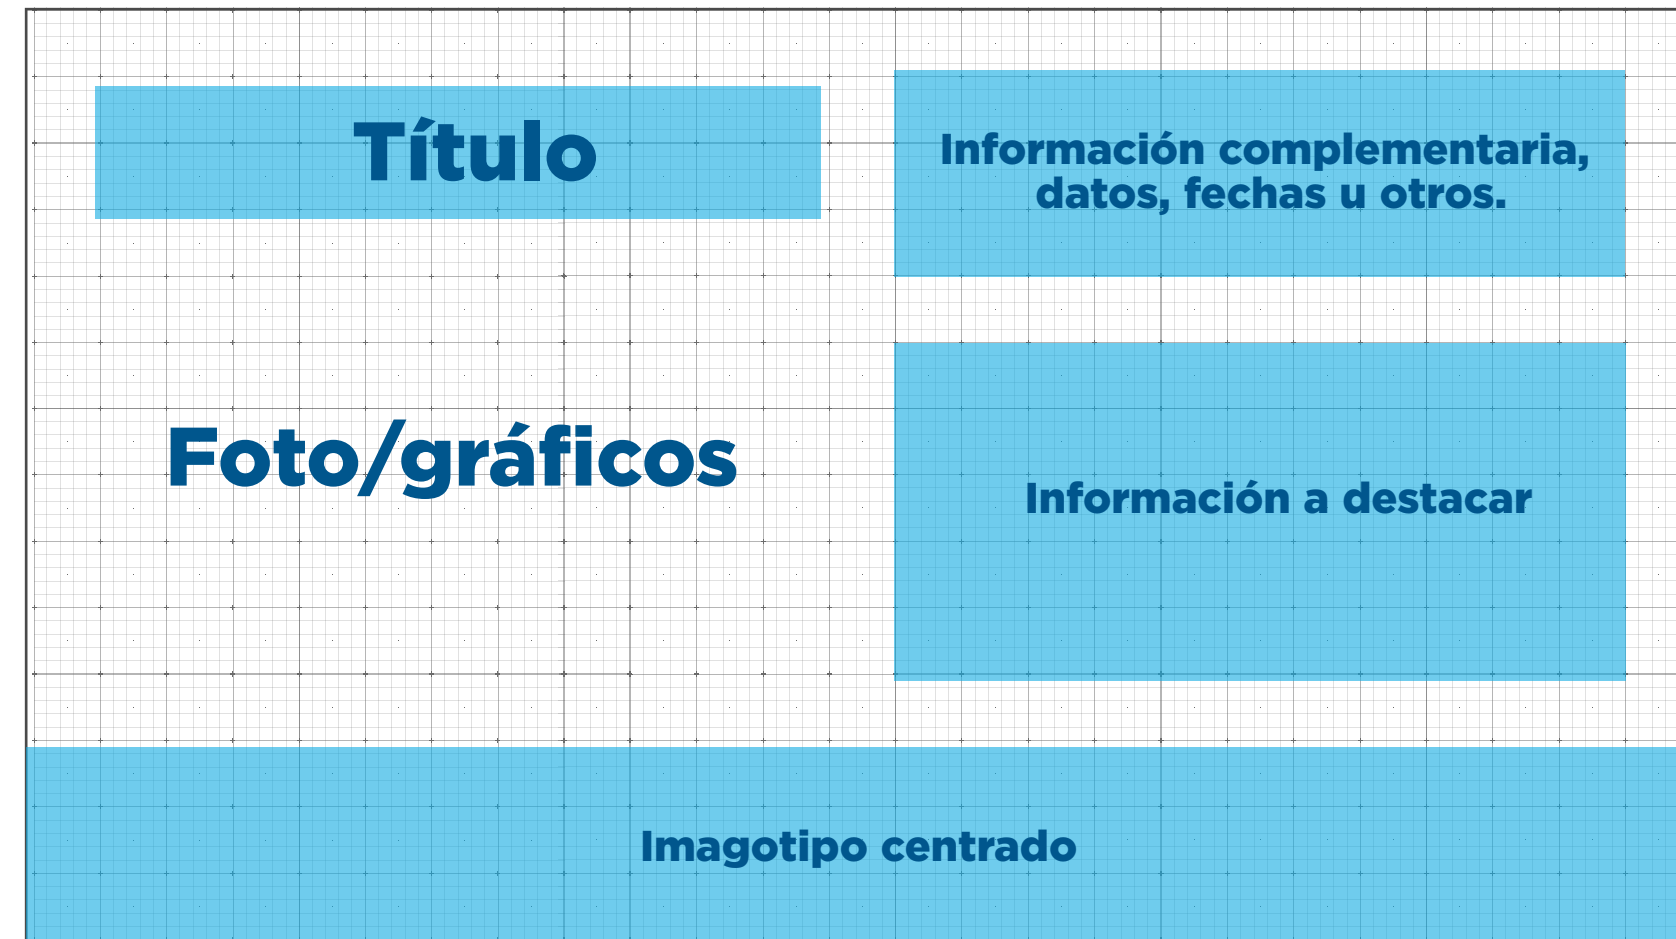 Título
Información complementaria,
datos, fechas u otros.
Foto/gráficos
Información a destacar
Imagotipo centrado